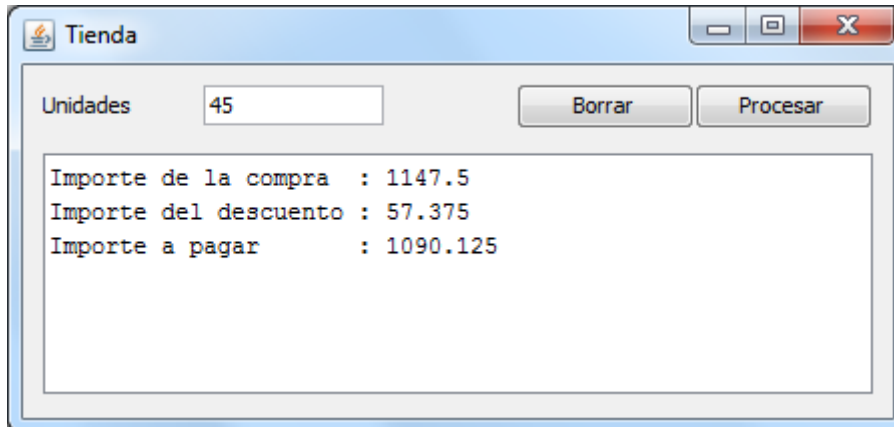 Tienda
Unidades 45 Borrar Procesar
Importe de la compra  : 1147.5
Importe del descuento : 57.375
Importe a pagar       : 1090.125